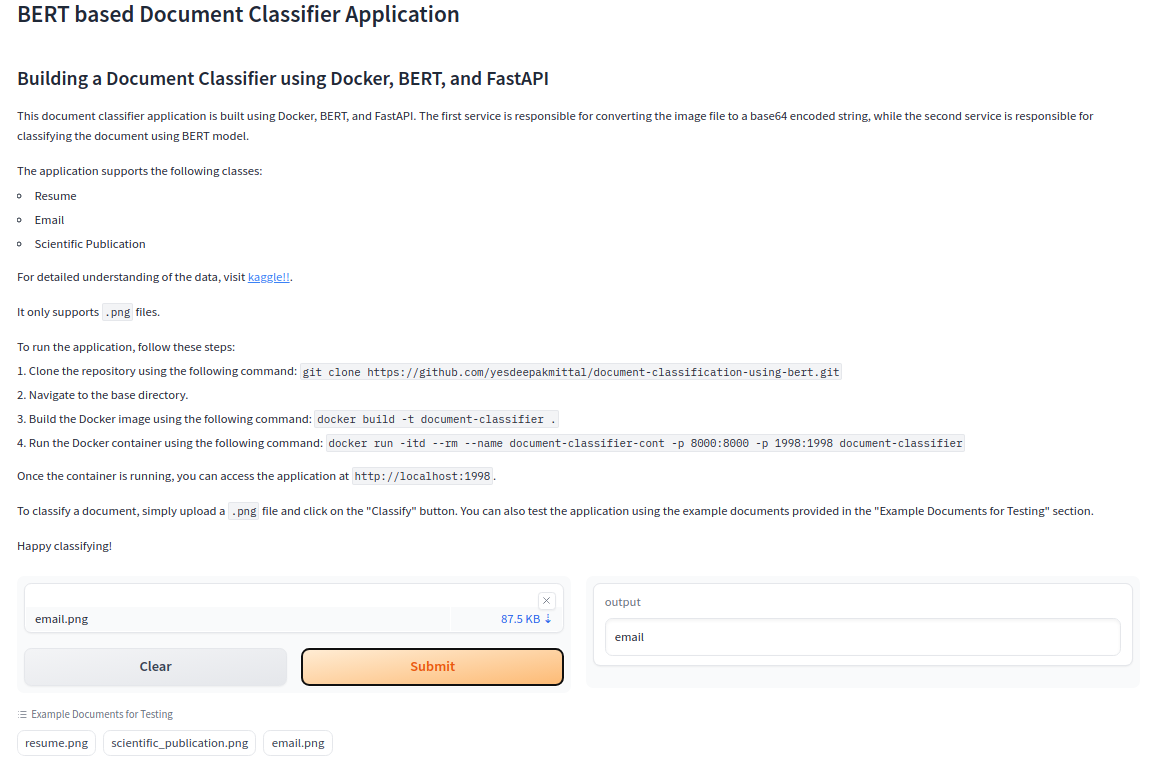 BERT based Document Classifier Application
Building a Document Classifier using Docker, BERT, and FastAPI
This document classifier application is built using Docker, BERT, and FastAPI. The first service is responsible for converting the image file to a base64 encoded string, while the second service is responsible for
classifying the document using BERT model.
The application supports the following classes:
Resume
Email
Scientific Publication
For detailed understanding of the data, visit kaggle!!.
It only supports .png files.
To run the application, follow these steps:
1. Clone the repository using the following command: git clone https://github.com/yesdeepakmittal/document-classification-using-bert.git
2. Navigate to the base directory.
3. Build the Docker image using the following command: docker build -t document-classifier .
4. Run the Docker container using the following command: docker run -itd --rm --name document-classifier-cont -p 8000:8000 -p 1998:1998 document-classifier
Once the container is running, you can access the application at http://localhost:1998.
To classify a document, simply upload a .png file and click on the "Classify" button. You can also test the application using the example documents provided in the "Example Documents for Testing" section.
Happy classifying!
email.png 87.5 KB ↓
Clear Submit
output
email
Example Documents for Testing
resume.png scientific_publication.png email.png